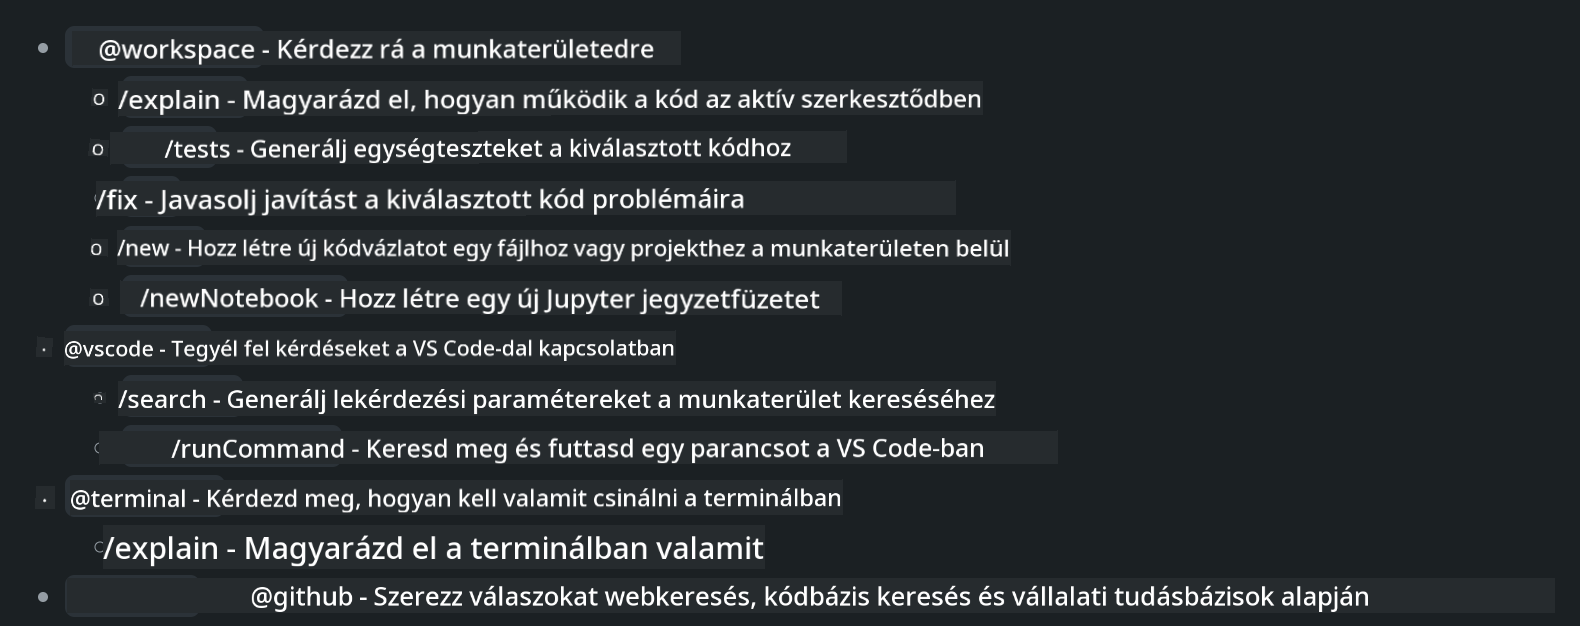 @workspace - Kérdezz rá a munkaterületedre
/explain - Magyarázd el, hogyan működik a kód az aktív szerkesztődben
/tests - Generálj egységteszteket a kiválasztott kódhoz
/fix - Javasolj javítást a kiválasztott kód problémáira
/new - Hozz létre új kódvázlatot egy fájlhoz vagy projekthez a munkaterületen belül
/newNotebook - Hozz létre egy új Jupyter jegyzetfüzetet
@vscode - Tegyél fel kérdéseket a VS Code-dal kapcsolatban
/search - Generálj lekérdezési paramétereket a munkaterület kereséséhez
/runCommand - Keresd meg és futtasd egy parancsot a VS Code-ban
@terminal - Kérdezd meg, hogyan kell valamit csinálni a terminálban
/explain - Magyarázd el a terminálban valamit
@github - Szerezz válaszokat webkeresés, kódbázis keresés és vállalati tudásbázisok alapján